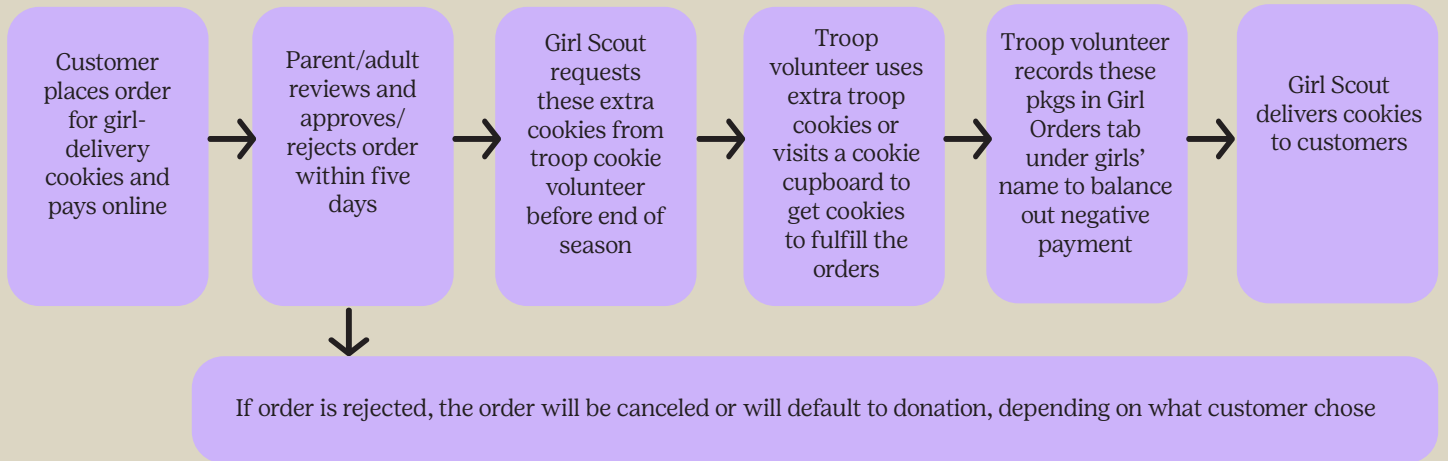 Customer
places order
for girl-
delivery
cookies and
pays online
Parent/adult
reviews and
approves/
rejects order
within five
days
Girl Scout
requests
these extra
cookies from
troop cookie
volunteer
before end of
season
Troop
volunteer uses
extra troop
cookies or
visits a cookie
cupboard to
get cookies
to fulfill the
orders
Troop volunteer
records these
pkgs in Girl
Orders tab
under girls’
name to balance
out negative
payment
Girl Scout
delivers cookies
to customers
If order is rejected, the order will be canceled or will default to donation, depending on what customer chose